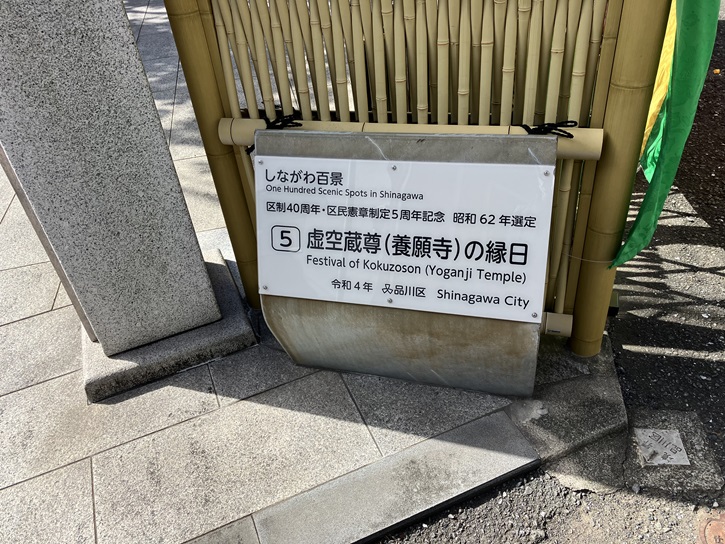 しながわ百景
One Hundred Scenic Spots in Shinagawa
区制40周年・区民憲章制定5周年記念 昭和62年選定
5 虚空蔵尊(養願寺)の縁日
Festival of Kokuzoson (Yoganji Temple)
令和4年 品川区 Shinagawa City